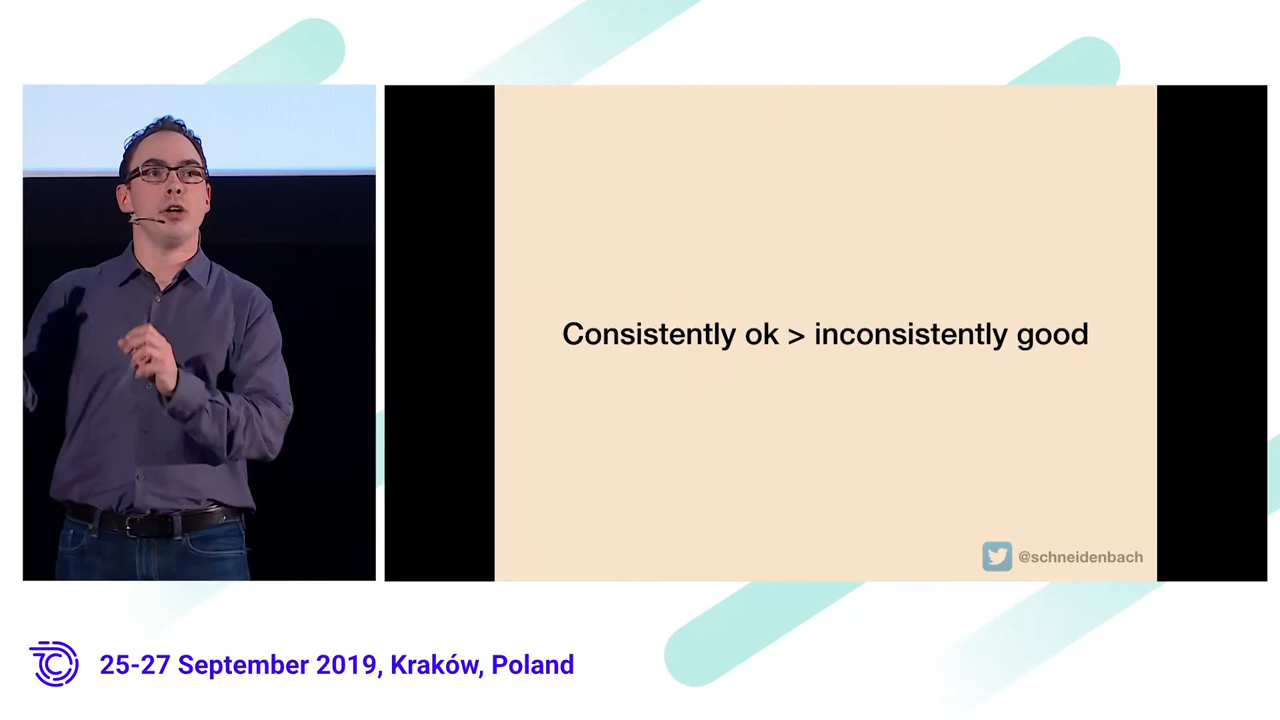 Consistently ok > inconsistently good
@schneidenbach
25-27 September 2019, Kraków, Poland